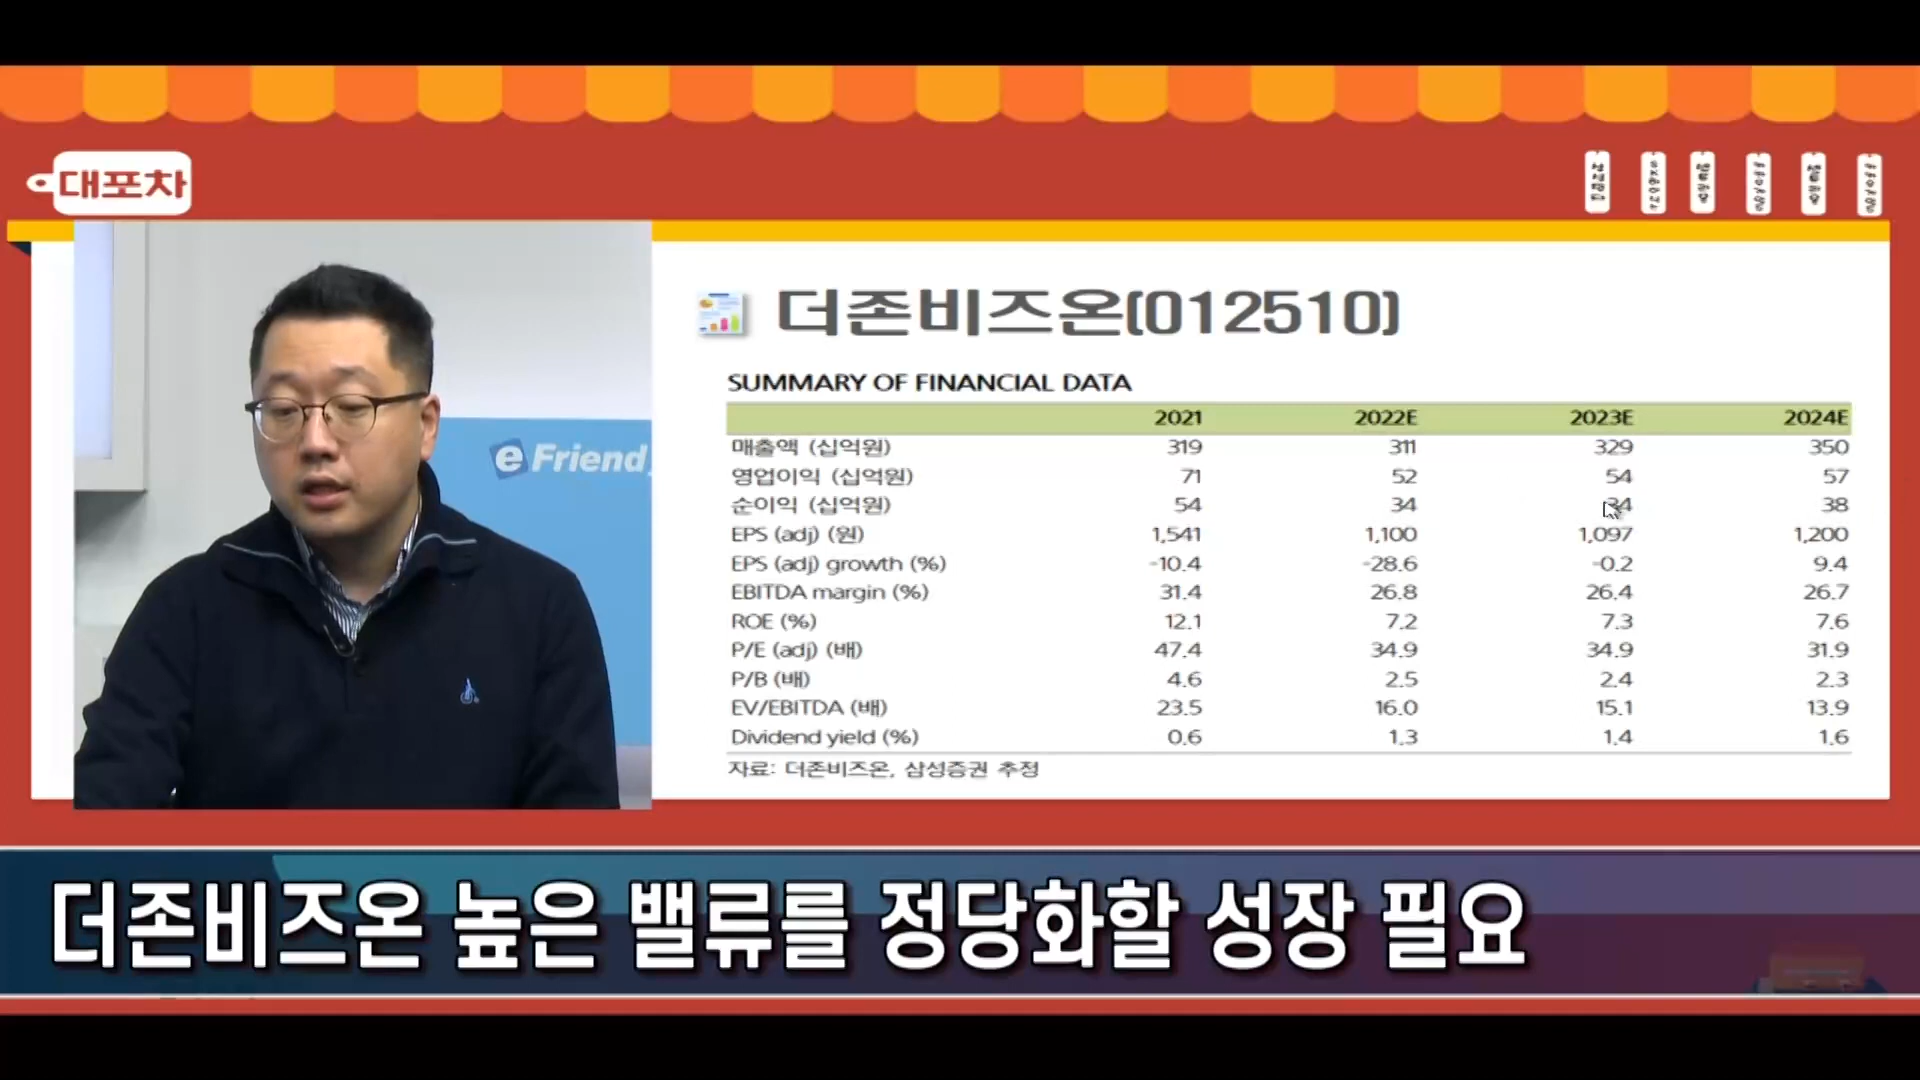 대포차
e Friend
더존비즈온(012510)
SUMMARY OF FINANCIAL DATA
2021 2022E 2023E 2024E
매출액 (십억원) 319 311 329 350
영업이익 (십억원) 71 52 54 57
순이익 (십억원) 54 34 34 38
EPS (adj) (원) 1,541 1,100 1,097 1,200
EPS (adj) growth (%) -10.4 -28.6 -0.2 9.4
EBITDA margin (%) 31.4 26.8 26.4 26.7
ROE (%) 12.1 7.2 7.3 7.6
P/E (adj) (배) 47.4 34.9 34.9 31.9
P/B (배) 4.6 2.5 2.4 2.3
EV/EBITDA (배) 23.5 16.0 15.1 13.9
Dividend yield (%) 0.6 1.3 1.4 1.6
자료: 더존비즈온, 삼성증권 추정
더존비즈온 높은 밸류를 정당화할 성장 필요